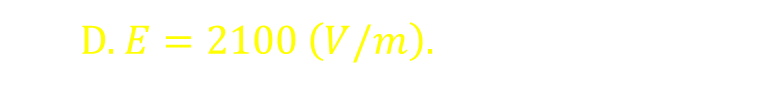 D. E = 2100 (V/m).